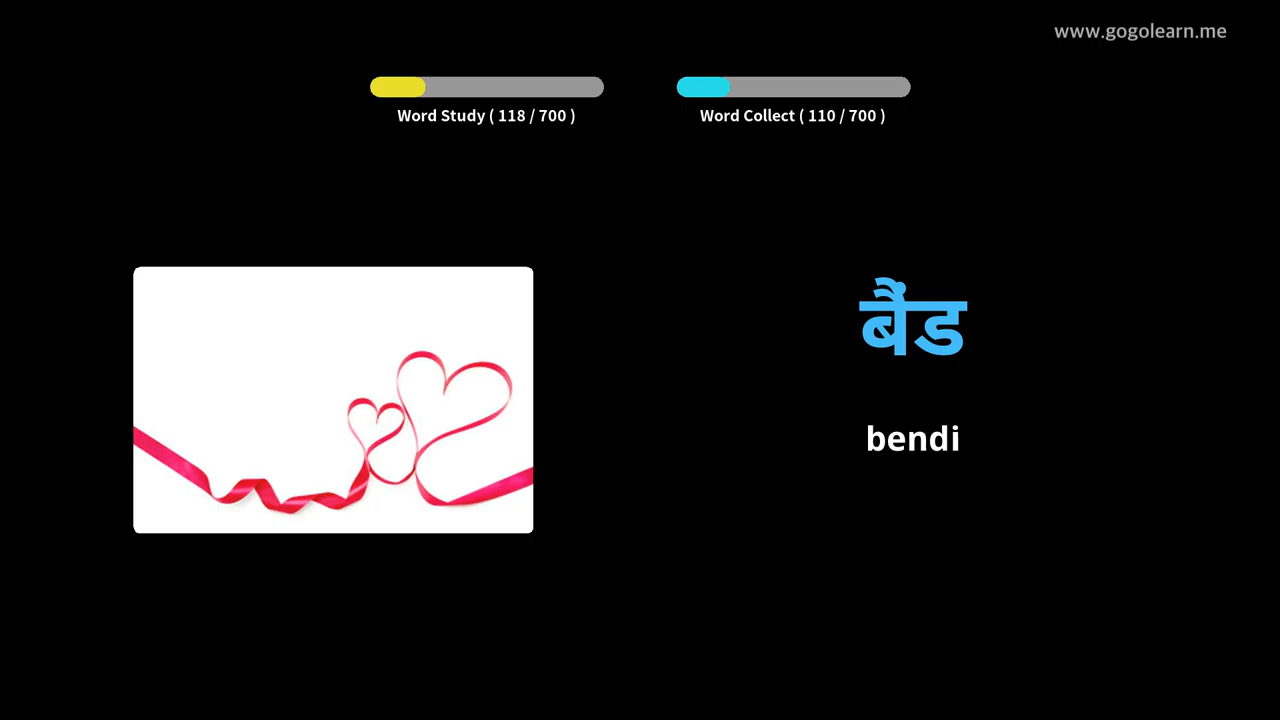 www.gogolearn.me
Word Study ( 118 / 700 )
Word Collect ( 110 / 700 )
बैंड
bendi